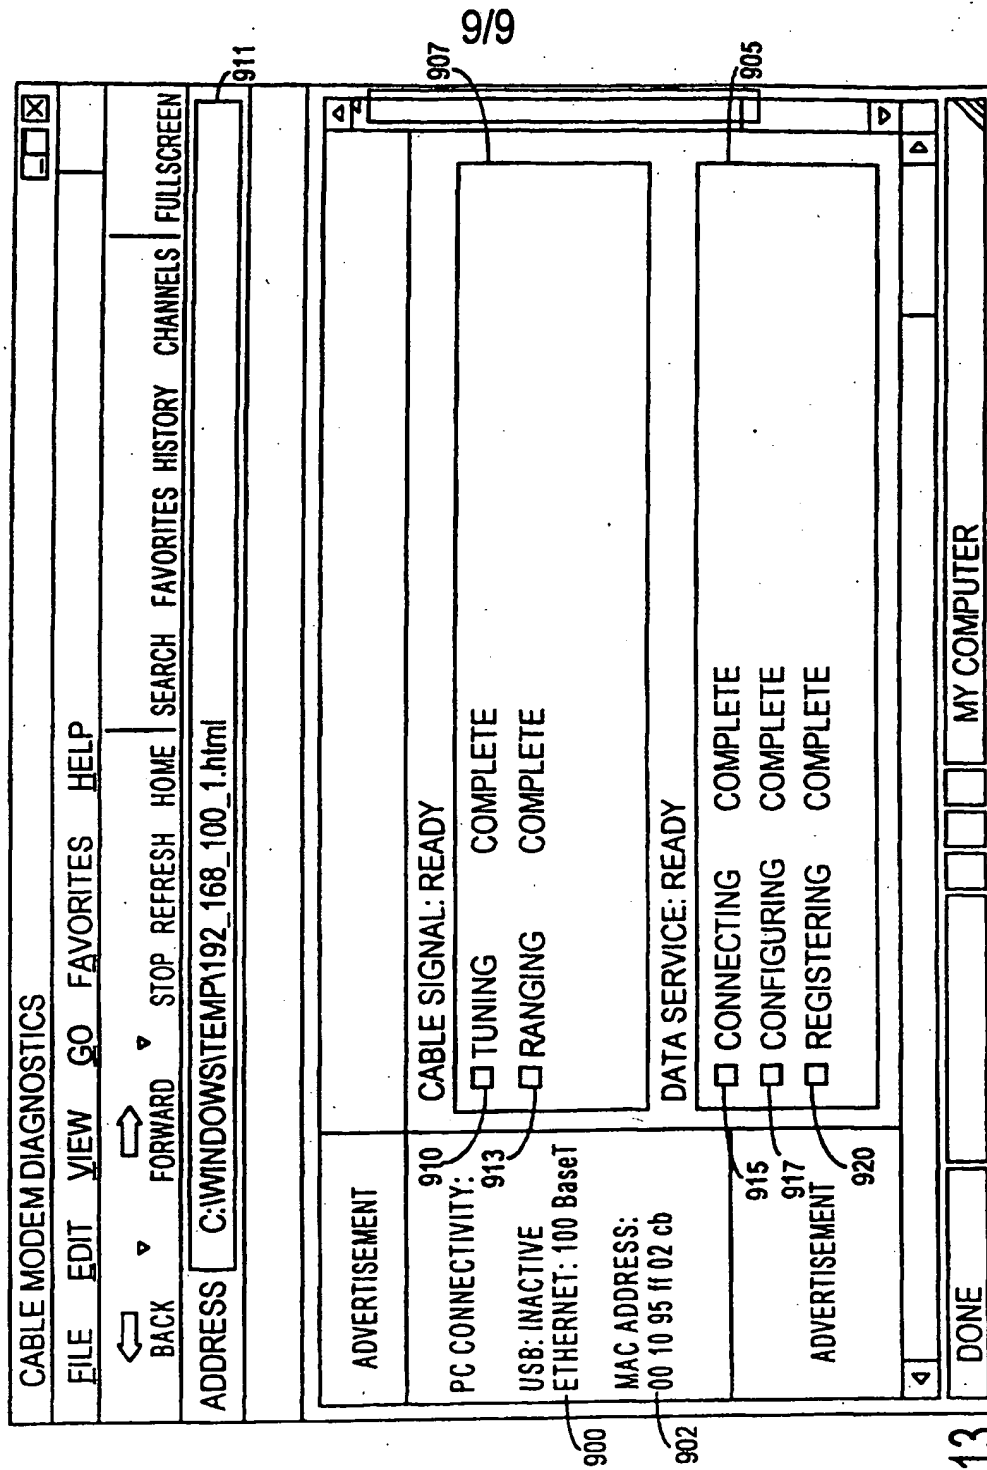 9/9
CABLE MODEM DIAGNOSTICS
FILE EDIT VIEW GO FAVORITES HELP
BACK FORWARD STOP REFRESH HOME SEARCH FAVORITES HISTORY CHANNELS FULLSCREEN
ADDRESS C:\WINDOWS\TEMP\192_168_100_1.html
911
ADVERTISEMENT
PC CONNECTIVITY:
USB: INACTIVE
ETHERNET: 100 BaseT
900
MAC ADDRESS:
00 10 95 ff 02 cb
902
ADVERTISEMENT
CABLE SIGNAL: READY
907
910
TUNING COMPLETE
913
RANGING COMPLETE
DATA SERVICE: READY
905
915
CONNECTING COMPLETE
917
CONFIGURING COMPLETE
920
REGISTERING COMPLETE
DONE MY COMPUTER
13